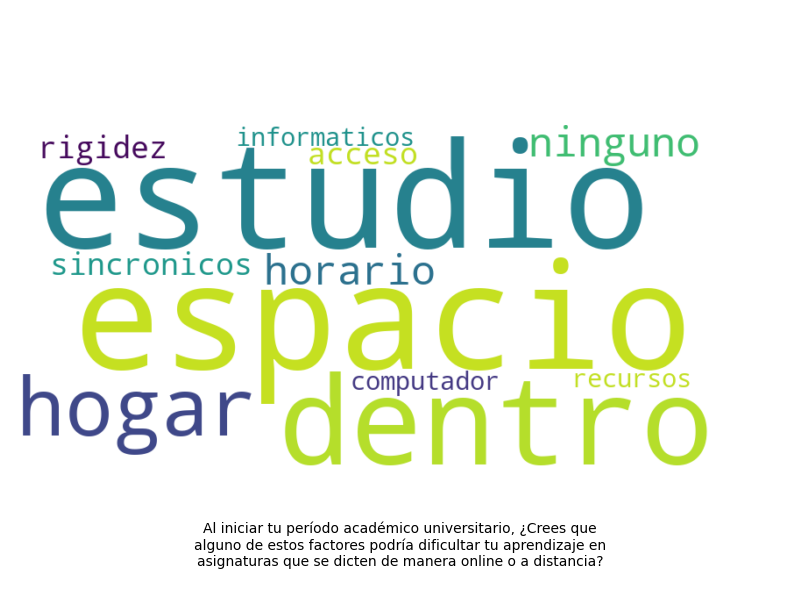 informaticos
rigidez
acceso
ninguno
estudio
sincronicos
horario
espacio
computador
recursos
hogar
dentro
Al iniciar tu período académico universitario, ¿Crees que
alguno de estos factores podría dificultar tu aprendizaje en
asignaturas que se dicten de manera online o a distancia?